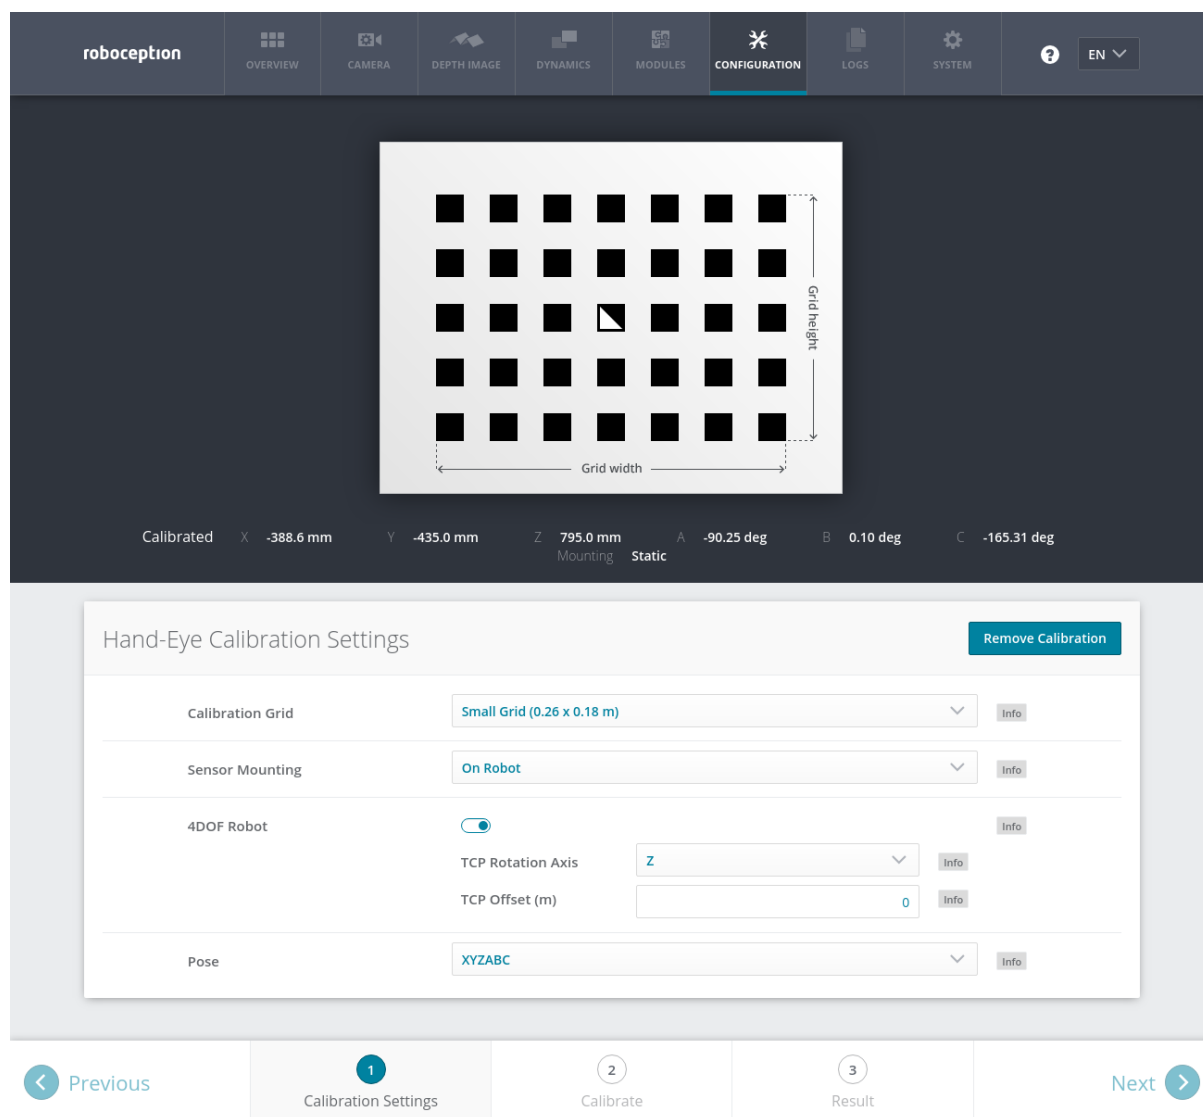 roboception
OVERVIEW
CAMERA
DEPTH IMAGE
DYNAMICS
MODULES
CONFIGURATION
LOGS
SYSTEM
?
EN
Grid height
Grid width
Calibrated X -388.6 mm Y -435.0 mm Z 795.0 mm A -90.25 deg B 0.10 deg C -165.31 deg
Mounting Static
Hand-Eye Calibration Settings
Remove Calibration
Calibration Grid Small Grid (0.26 x 0.18 m) Info
Sensor Mounting On Robot Info
4DOF Robot Info
TCP Rotation Axis Z Info
TCP Offset (m) 0 Info
Pose XYZABC Info
Previous
1
Calibration Settings
2
Calibrate
3
Result
Next